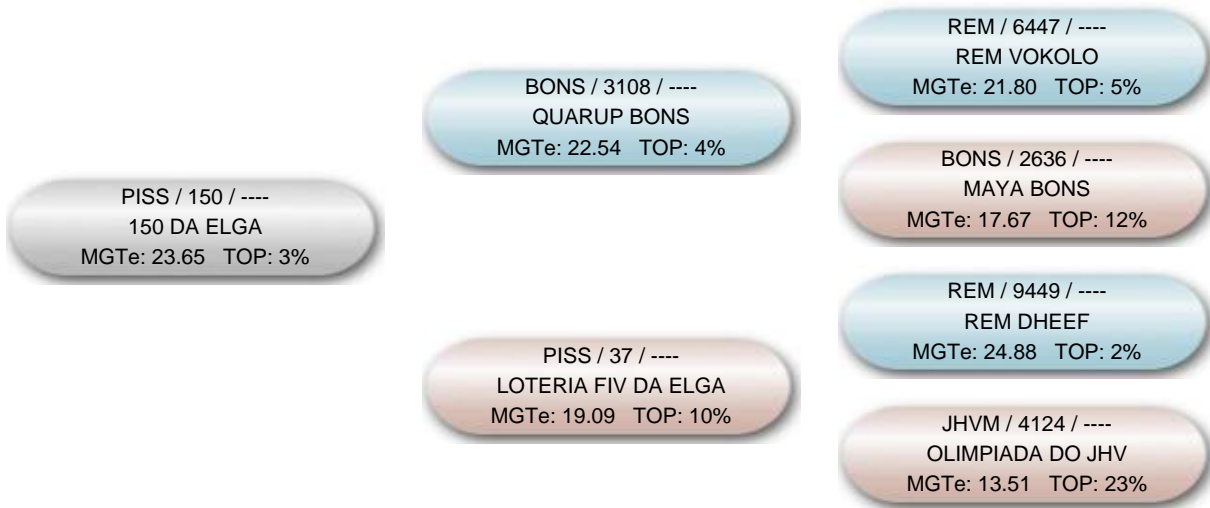 PISS / 150 / ----
150 DA ELGA
MGTe: 23.65 TOP: 3%
BONS / 3108 / ----
QUARUP BONS
MGTe: 22.54 TOP: 4%
PISS / 37 / ----
LOTERIA FIV DA ELGA
MGTe: 19.09 TOP: 10%
REM / 6447 / ----
REM VOKOLO
MGTe: 21.80 TOP: 5%
BONS / 2636 / ----
MAYA BONS
MGTe: 17.67 TOP: 12%
REM / 9449 / ----
REM DHEEF
MGTe: 24.88 TOP: 2%
JHVM / 4124 / ----
OLIMPIADA DO JHV
MGTe: 13.51 TOP: 23%